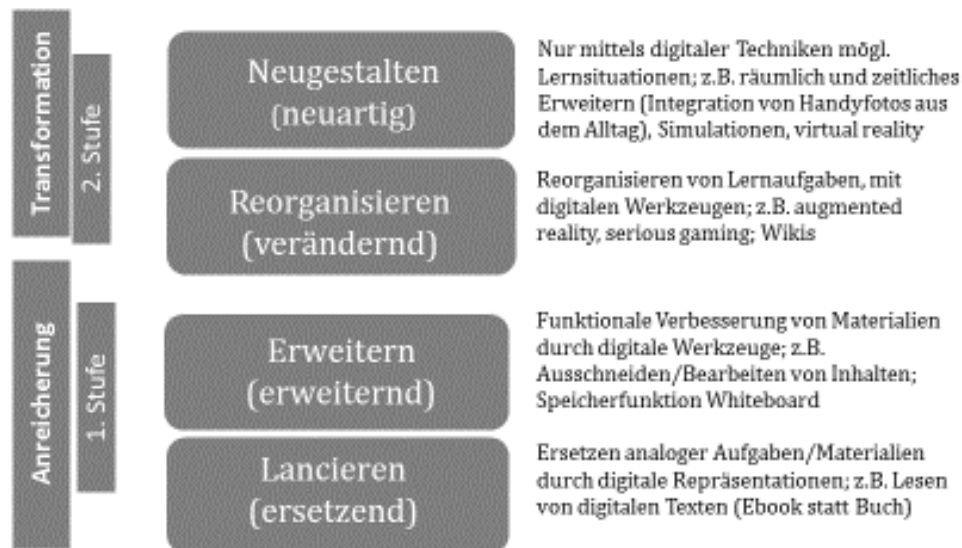 Transformation
2. Stufe
Neugestalten
(neuartig)
Nur mittels digitaler Techniken mögl.
Lernsituationen; z.B. räumlich und zeitliches
Erweitern (Integration von Handyfotos aus
dem Alltag), Simulationen, virtual reality
Reorganisieren
(verändernd)
Reorganisieren von Lernaufgaben, mit
digitalen Werkzeugen; z.B. augmented
reality, serious gaming; Wikis
Anreicherung
1. Stufe
Erweitern
(erweiternd)
Funktionale Verbesserung von Materialien
durch digitale Werkzeuge; z.B.
Ausschneiden/Bearbeiten von Inhalten;
Speicherfunktion Whiteboard
Lancieren
(ersetzend)
Ersetzen analoger Aufgaben/Materialien
durch digitale Repräsentationen; z.B. Lesen
von digitalen Texten (Ebook statt Buch)